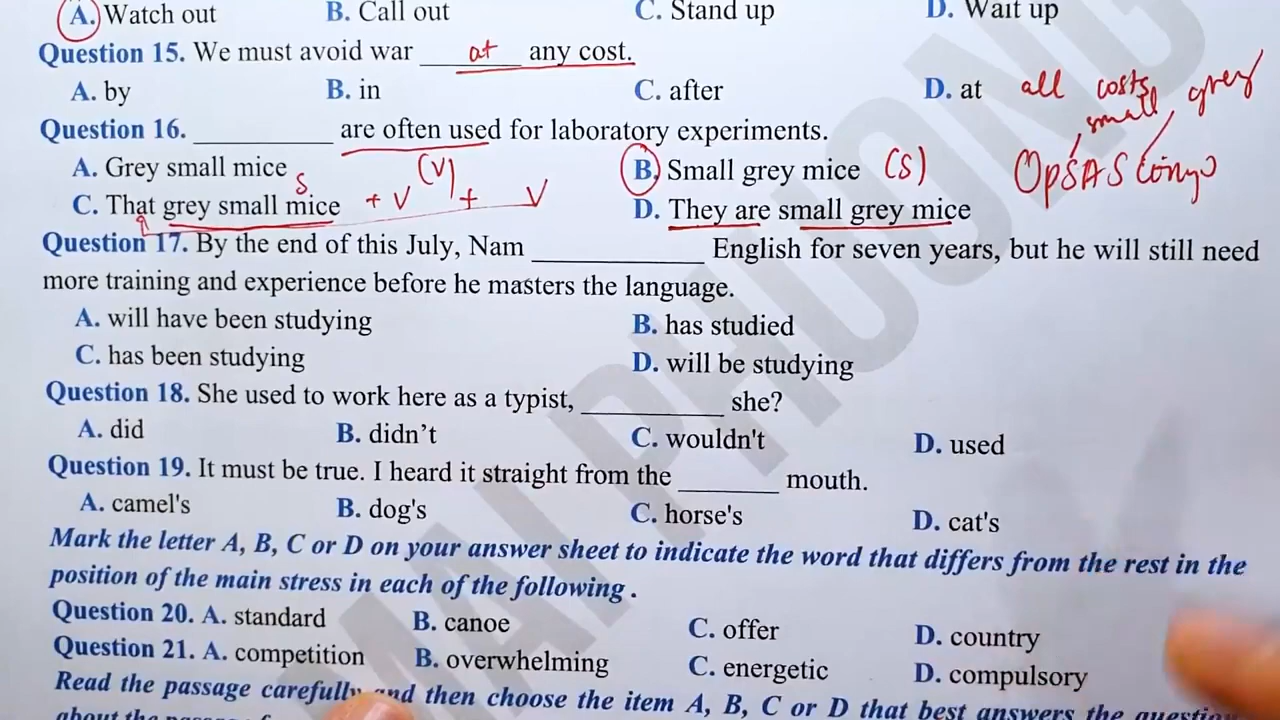 A. Watch out B. Call out C. Stand up D. Wait up
Question 15. We must avoid war ____at____ any cost.
A. by B. in C. after D. at all costs
small grey
Question 16. __________ are often used for laboratory experiments.
A. Grey small mice (V) B. Small grey mice (S) OpSAS
C. That grey small mice S + V + V D. They are small grey mice
Question 17. By the end of this July, Nam ____________ English for seven years, but he will still need
more training and experience before he masters the language.
A. will have been studying B. has studied
C. has been studying D. will be studying
Question 18. She used to work here as a typist, __________ she?
A. did B. didn't C. wouldn't D. used
Question 19. It must be true. I heard it straight from the _______ mouth.
A. camel's B. dog's C. horse's D. cat's
Mark the letter A, B, C or D on your answer sheet to indicate the word that differs from the rest in the
position of the main stress in each of the following .
Question 20. A. standard B. canoe C. offer D. country
Question 21. A. competition B. overwhelming C. energetic D. compulsory
Read the passage carefully and then choose the item A, B, C or D that best answers the question
about the
MAI PHUONG